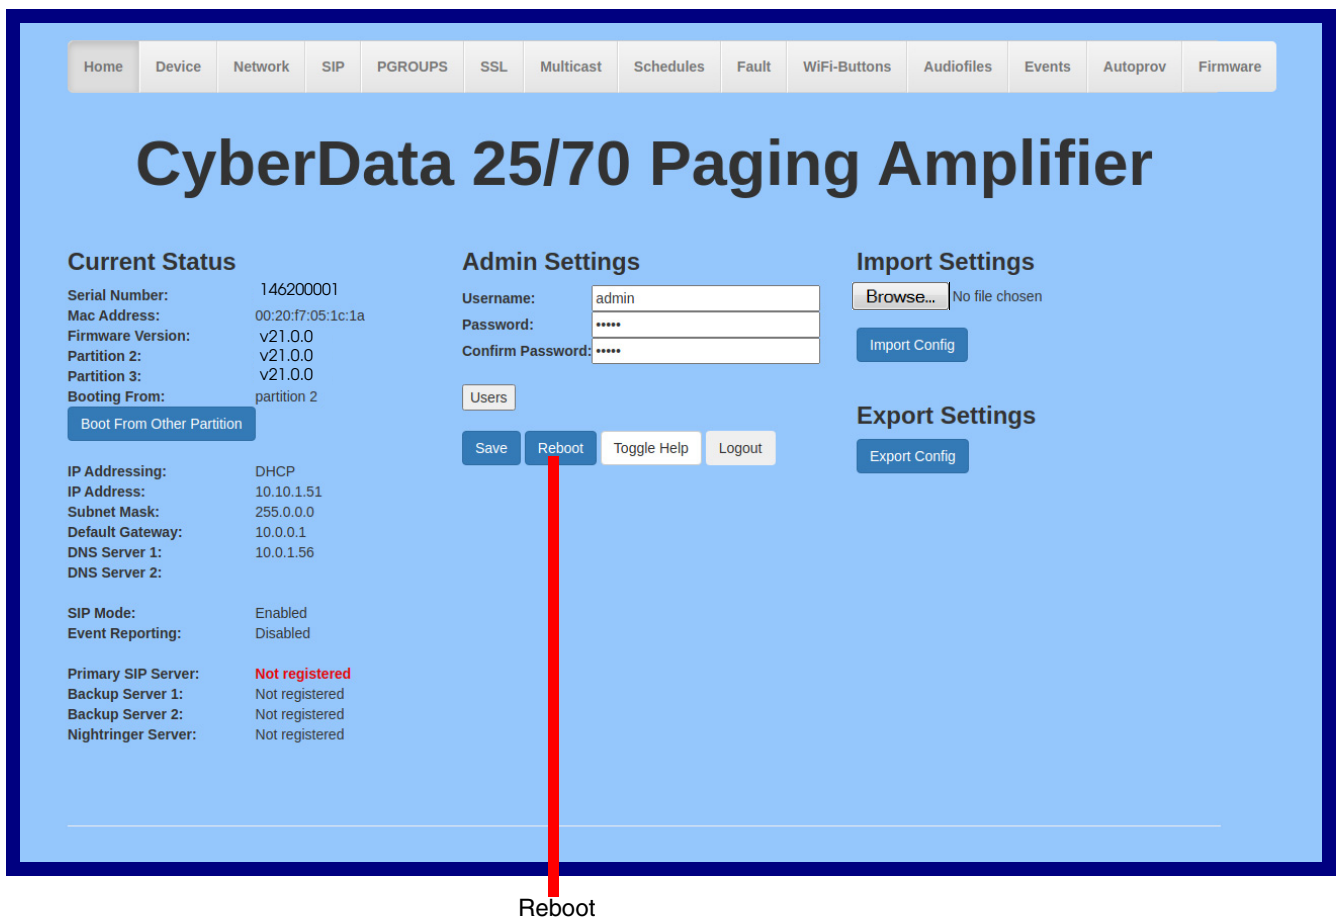 Home Device Network SIP PGROUPS SSL Multicast Schedules Fault WiFi-Buttons Audiofiles Events Autoprov Firmware
CyberData 25/70 Paging Amplifier
Current Status
Serial Number: 146200001
Mac Address: 00:20:f7:05:1c:1a
Firmware Version: v21.0.0
Partition 2: v21.0.0
Partition 3: v21.0.0
Booting From: partition 2
Boot From Other Partition
IP Addressing: DHCP
IP Address: 10.10.1.51
Subnet Mask: 255.0.0.0
Default Gateway: 10.0.0.1
DNS Server 1: 10.0.1.56
DNS Server 2:
SIP Mode: Enabled
Event Reporting: Disabled
Primary SIP Server: Not registered
Backup Server 1: Not registered
Backup Server 2: Not registered
Nightringer Server: Not registered
Admin Settings
Username: admin
Password: •••••
Confirm Password: •••••
Users
Save Reboot Toggle Help Logout
Import Settings
Browse... No file chosen
Import Config
Export Settings
Export Config
Reboot